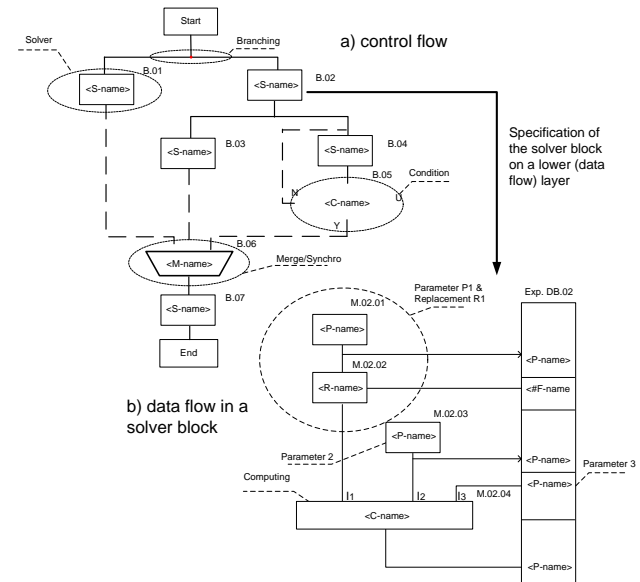 Start
Solver
Branching
a) control flow
B.01
<S-name>
B.02
<S-name>
B.03
<S-name>
B.04
<S-name>
Specification of
the solver block
on a lower (data
flow) layer
B.05
Condition
N
U
<C-name>
Y
B.06
<M-name>
Merge/Synchro
B.07
<S-name>
End
Parameter P1 &
Replacement R1
Exp. DB.02
M.02.01
<P-name>
<P-name>
M.02.02
<R-name>
<#F-name
b) data flow in a
solver block
M.02.03
<P-name>
Parameter 2
<P-name>
Parameter 3
Computing
<P-name>
I1
I2
I3
M.02.04
<C-name>
<P-name>